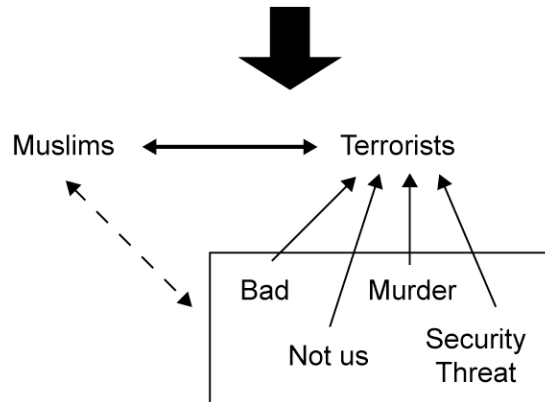 Muslims
Terrorists
Bad
Murder
Not us
Security
Threat